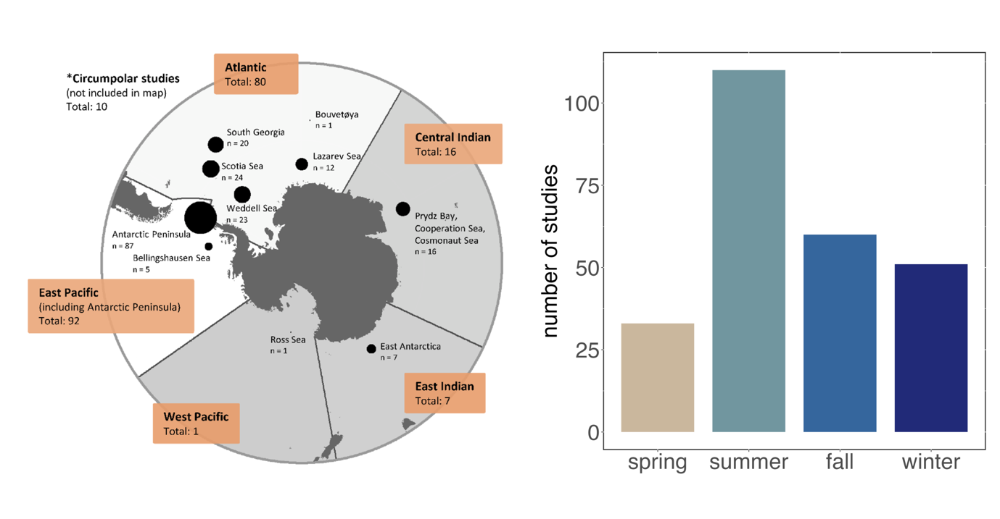 *Circumpolar studies
(not included in map)
Total: 10
Atlantic
Total: 80
Bouvetøya
n = 1
South Georgia
n = 20
Scotia Sea
n = 24
Lazarev Sea
n = 12
Weddell Sea
n = 23
Central Indian
Total: 16
Prydz Bay,
Cooperation Sea,
Cosmonaut Sea
n = 16
Antarctic Peninsula
n = 87
Bellingshausen Sea
n = 5
East Pacific
(including Antarctic Peninsula)
Total: 92
Ross Sea
n = 1
East Antarctica
n = 7
East Indian
Total: 7
West Pacific
Total: 1
number of studies
100
75
50
25
0
spring
summer
fall
winter